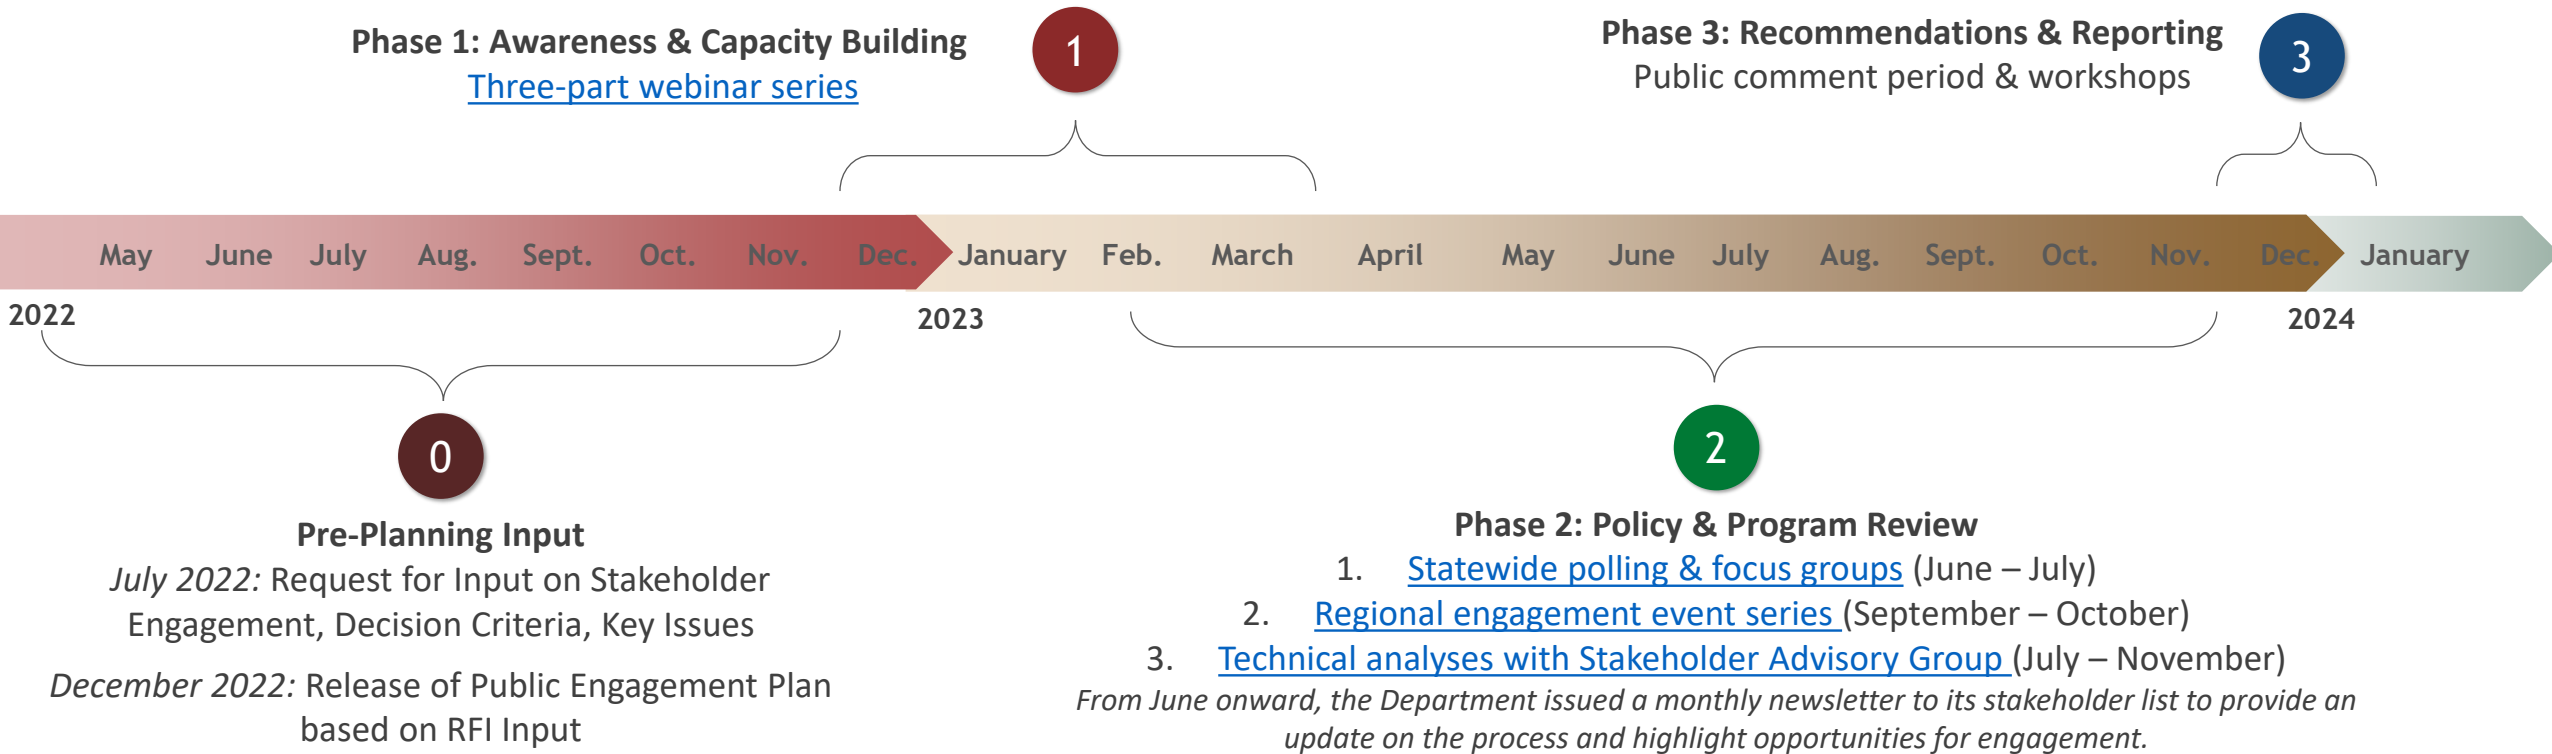 Phase 1: Awareness & Capacity Building
Three-part webinar series
1
Phase 3: Recommendations & Reporting
Public comment period & workshops
3
May June July Aug. Sept. Oct. Nov. Dec. January Feb. March April May June July Aug. Sept. Oct. Nov. Dec. January
2022 2023 2024
0
Pre-Planning Input
July 2022: Request for Input on Stakeholder
Engagement, Decision Criteria, Key Issues
December 2022: Release of Public Engagement Plan
based on RFI Input
2
Phase 2: Policy & Program Review
1. Statewide polling & focus groups (June – July)
2. Regional engagement event series (September – October)
3. Technical analyses with Stakeholder Advisory Group (July – November)
From June onward, the Department issued a monthly newsletter to its stakeholder list to provide an
update on the process and highlight opportunities for engagement.